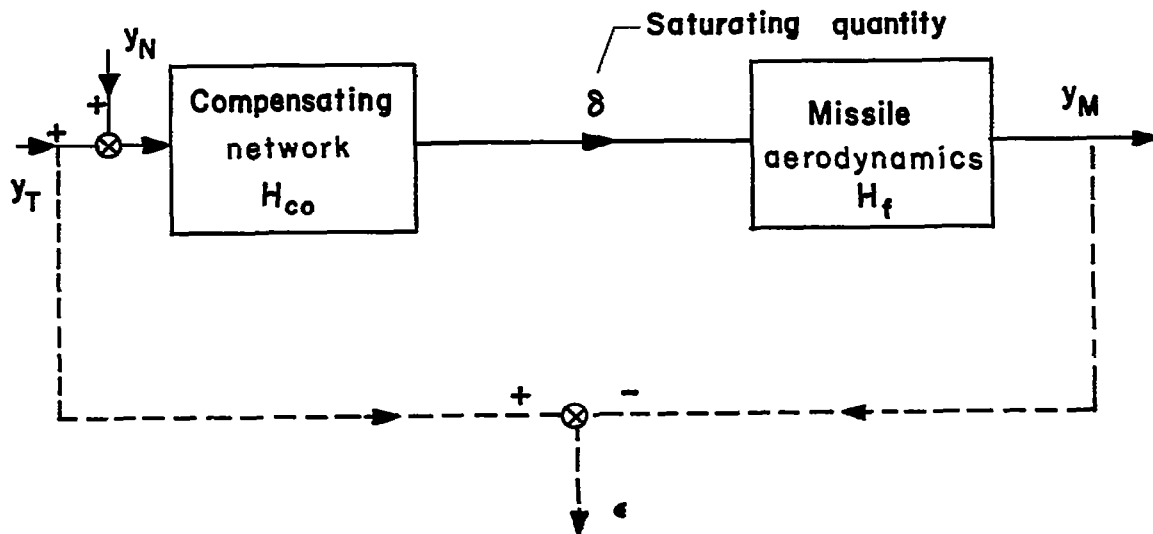 Saturating quantity
y_N
+
Compensating
network
H_co
δ
Missile
aerodynamics
H_f
y_M
+
y_T
+
-
ε